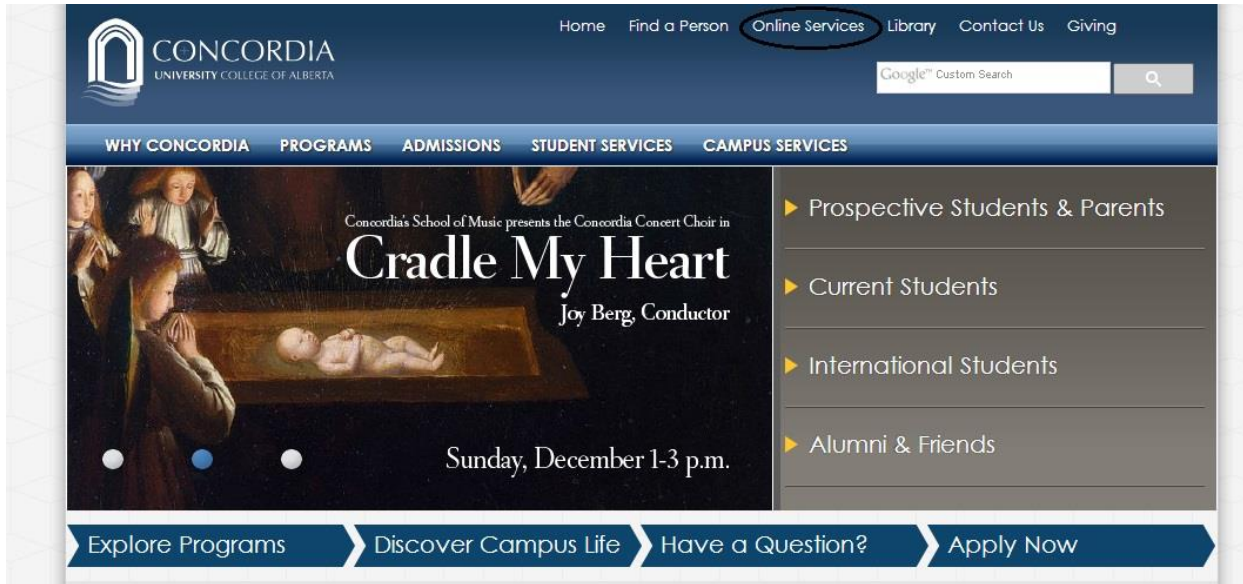 Home Find a Person Online Services Library Contact Us Giving
CONCORDIA
UNIVERSITY COLLEGE OF ALBERTA
Google™ Custom Search
WHY CONCORDIA PROGRAMS ADMISSIONS STUDENT SERVICES CAMPUS SERVICES
Concordia's School of Music presents the Concordia Concert Choir in
Cradle My Heart
Joy Berg, Conductor
Sunday, December 1-3 p.m.
Prospective Students & Parents
Current Students
International Students
Alumni & Friends
Explore Programs Discover Campus Life Have a Question? Apply Now